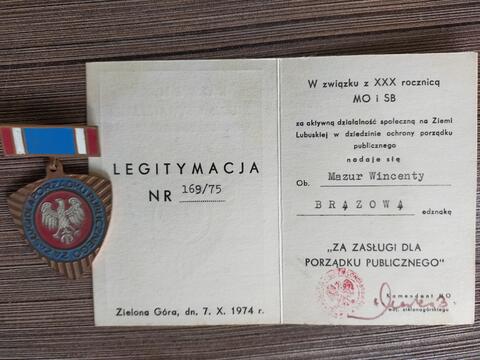 LEGITYMACJA
NR 169/75
Zielona Góra, dn. 7. X. 1974 r.
W związku z XXX rocznicą
MO i SB
za aktywną działalność społeczną na Ziemi
Lubuskiej w dziedzinie ochrony porządku
publicznego
nadaje się
Ob. Mazur Wincenty
BRĄZOWĄ edznakę
„ZA ZASŁUGI DLA
PORZĄDKU PUBLICZNEGO"
Komendant MO
woj. zielonogórskiego